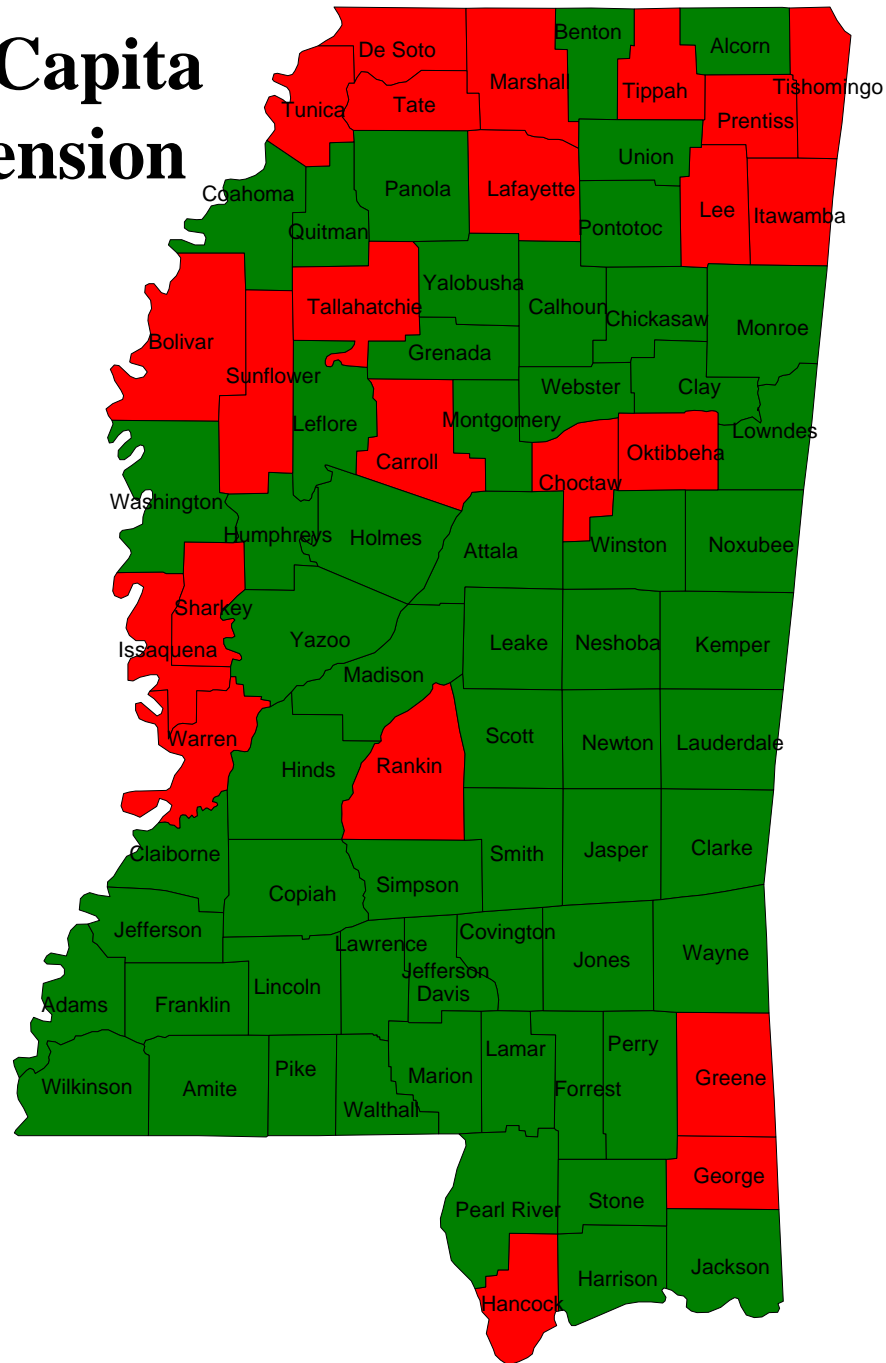 Capita
ension
De Soto
Benton
Alcorn
Marshall
Tippah
Tishomingo
Tunica
Tate
Prentiss
Union
Coahoma
Panola
Lafayette
Quitman
Pontotoc
Lee
Itawamba
Yalobusha
Tallahatchie
Calhoun
Chickasaw
Monroe
Bolivar
Grenada
Sunflower
Webster
Clay
Leflore
Montgomery
Lowndes
Carroll
Oktibbeha
Choctaw
Washington
Humphreys
Holmes
Attala
Winston
Noxubee
Sharkey
Issaquena
Yazoo
Leake
Neshoba
Kemper
Madison
Warren
Rankin
Scott
Newton
Lauderdale
Hinds
Claiborne
Smith
Jasper
Clarke
Copiah
Simpson
Jefferson
Lawrence
Covington
Jones
Wayne
Jefferson
Davis
Adams
Franklin
Lincoln
Wilkinson
Amite
Pike
Walthall
Marion
Lamar
Perry
Forrest
Greene
George
Pearl River
Stone
Hancock
Harrison
Jackson